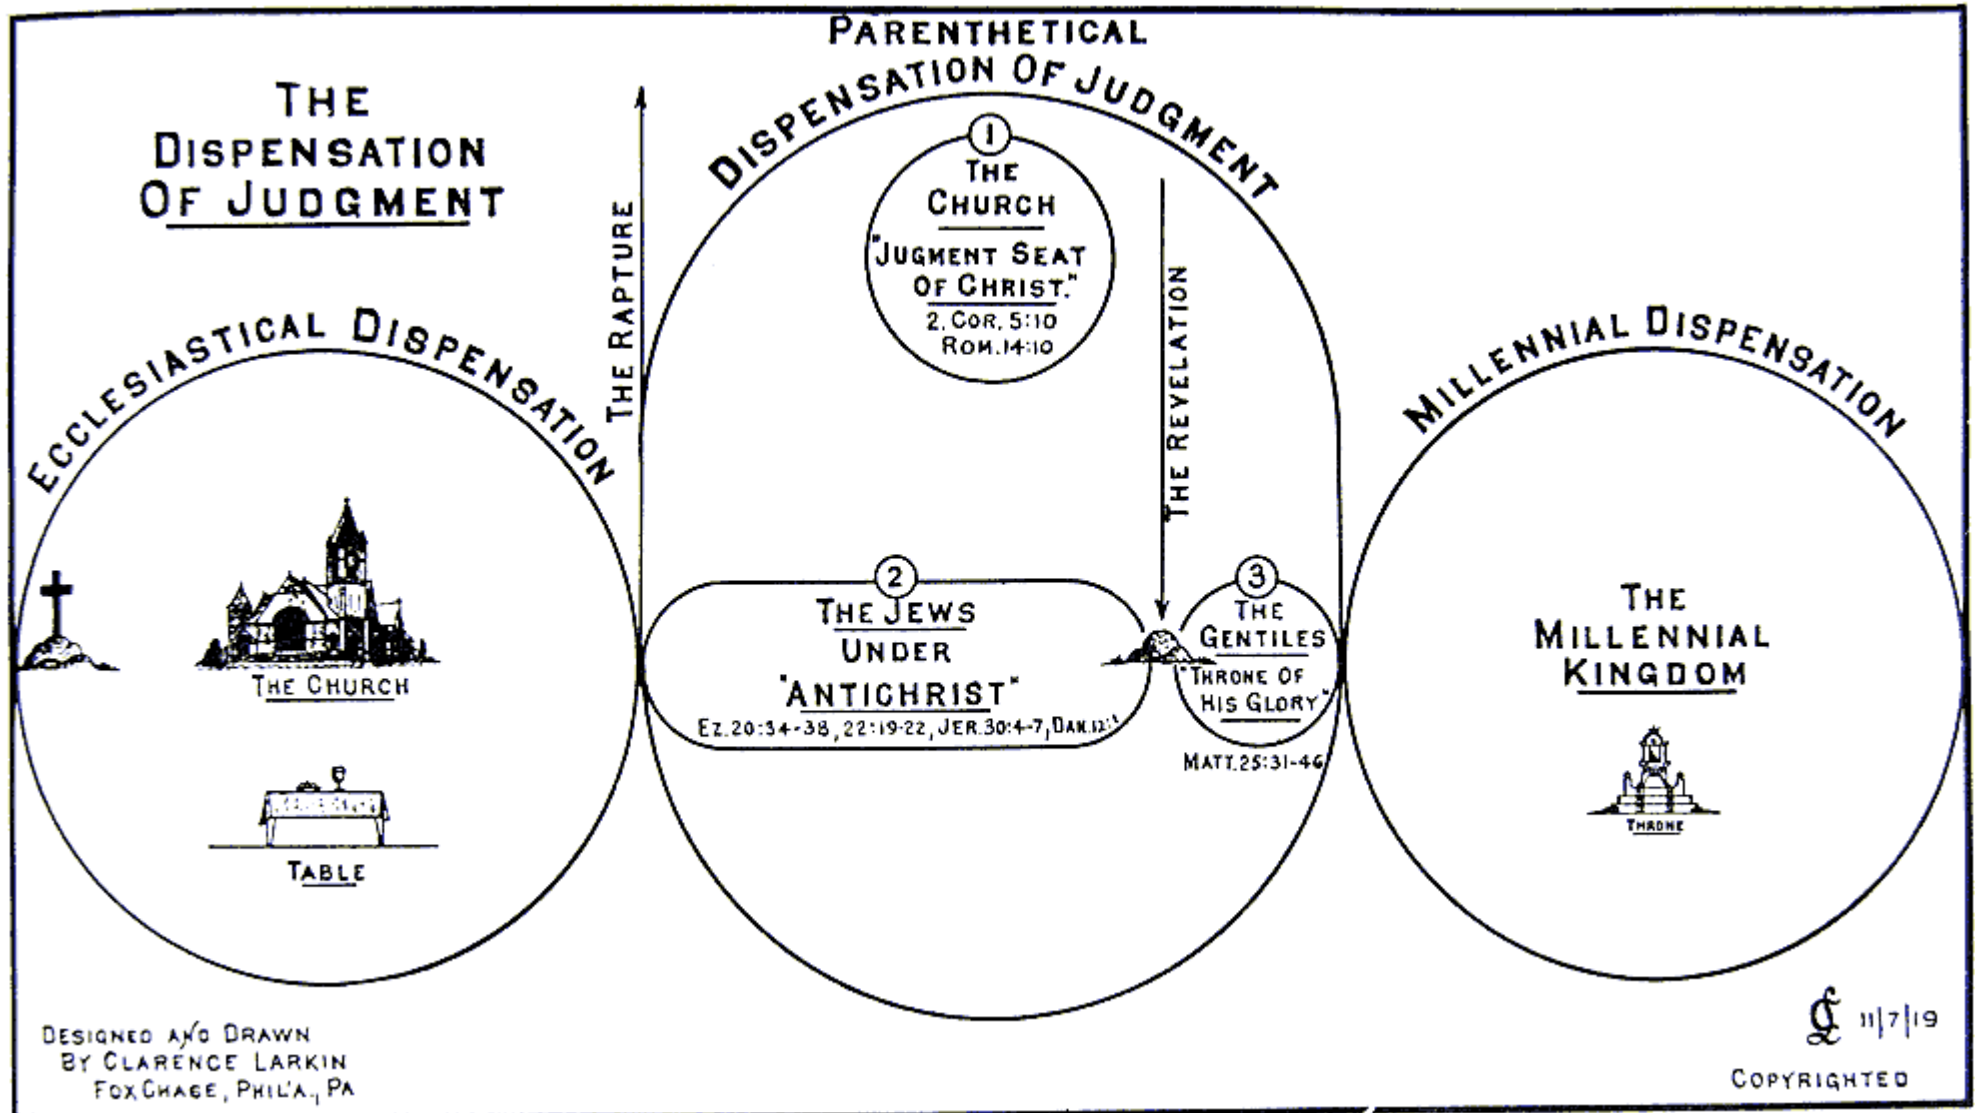 THE
DISPENSATION
OF JUDGMENT
PARENTHETICAL
DISPENSATION OF JUDGMENT
ECCLESIASTICAL DISPENSATION
THE RAPTURE
THE REVELATION
MILLENNIAL DISPENSATION
1
THE
CHURCH
"JUGMENT SEAT
OF CHRIST."
2. COR. 5:10
ROM. 14:10
2
THE JEWS
UNDER
"ANTICHRIST"
EZ. 20:34-38, 22:19-22, JER. 30:4-7, DAN. 12:1
3
THE
GENTILES
"THRONE OF
HIS GLORY"
MATT. 25:31-46
THE CHURCH
TABLE
THE
MILLENNIAL
KINGDOM
THRONE
DESIGNED AND DRAWN
BY CLARENCE LARKIN
FOX CHASE, PHIL'A., PA
CL 11/7/19
COPYRIGHTED